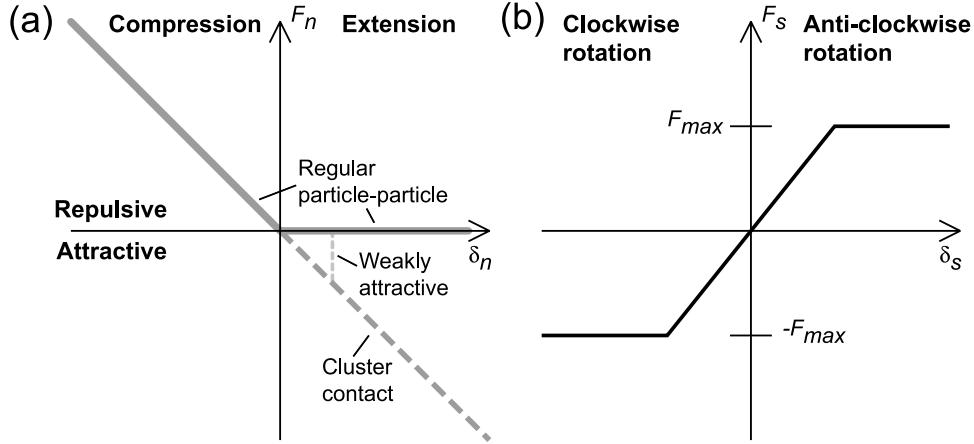 (a)
Compression
Fn
Extension
Regular
particle-particle
Repulsive
Attractive
δn
Weakly
attractive
Cluster
contact
(b)
Clockwise
rotation
Fs
Anti-clockwise
rotation
Fmax
δs
-Fmax